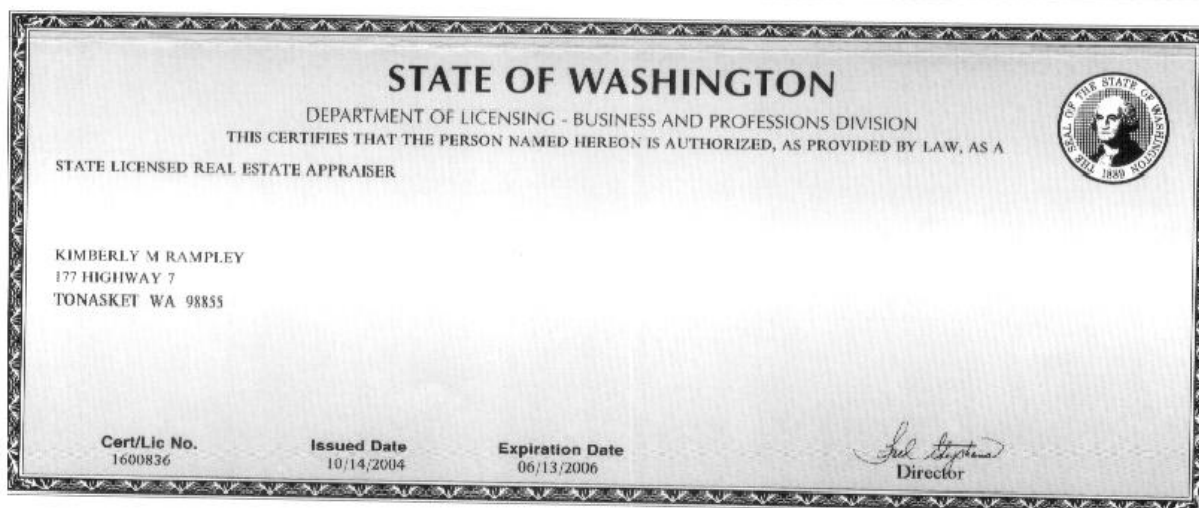 STATE OF WASHINGTON
DEPARTMENT OF LICENSING - BUSINESS AND PROFESSIONS DIVISION
THIS CERTIFIES THAT THE PERSON NAMED HEREON IS AUTHORIZED, AS PROVIDED BY LAW, AS A
STATE LICENSED REAL ESTATE APPRAISER
THE SEAL OF THE STATE OF WASHINGTON
1889
KIMBERLY M RAMPLEY
177 HIGHWAY 7
TONASKET WA 98855
Cert/Lic No.
1600836
Issued Date
10/14/2004
Expiration Date
06/13/2006
Director